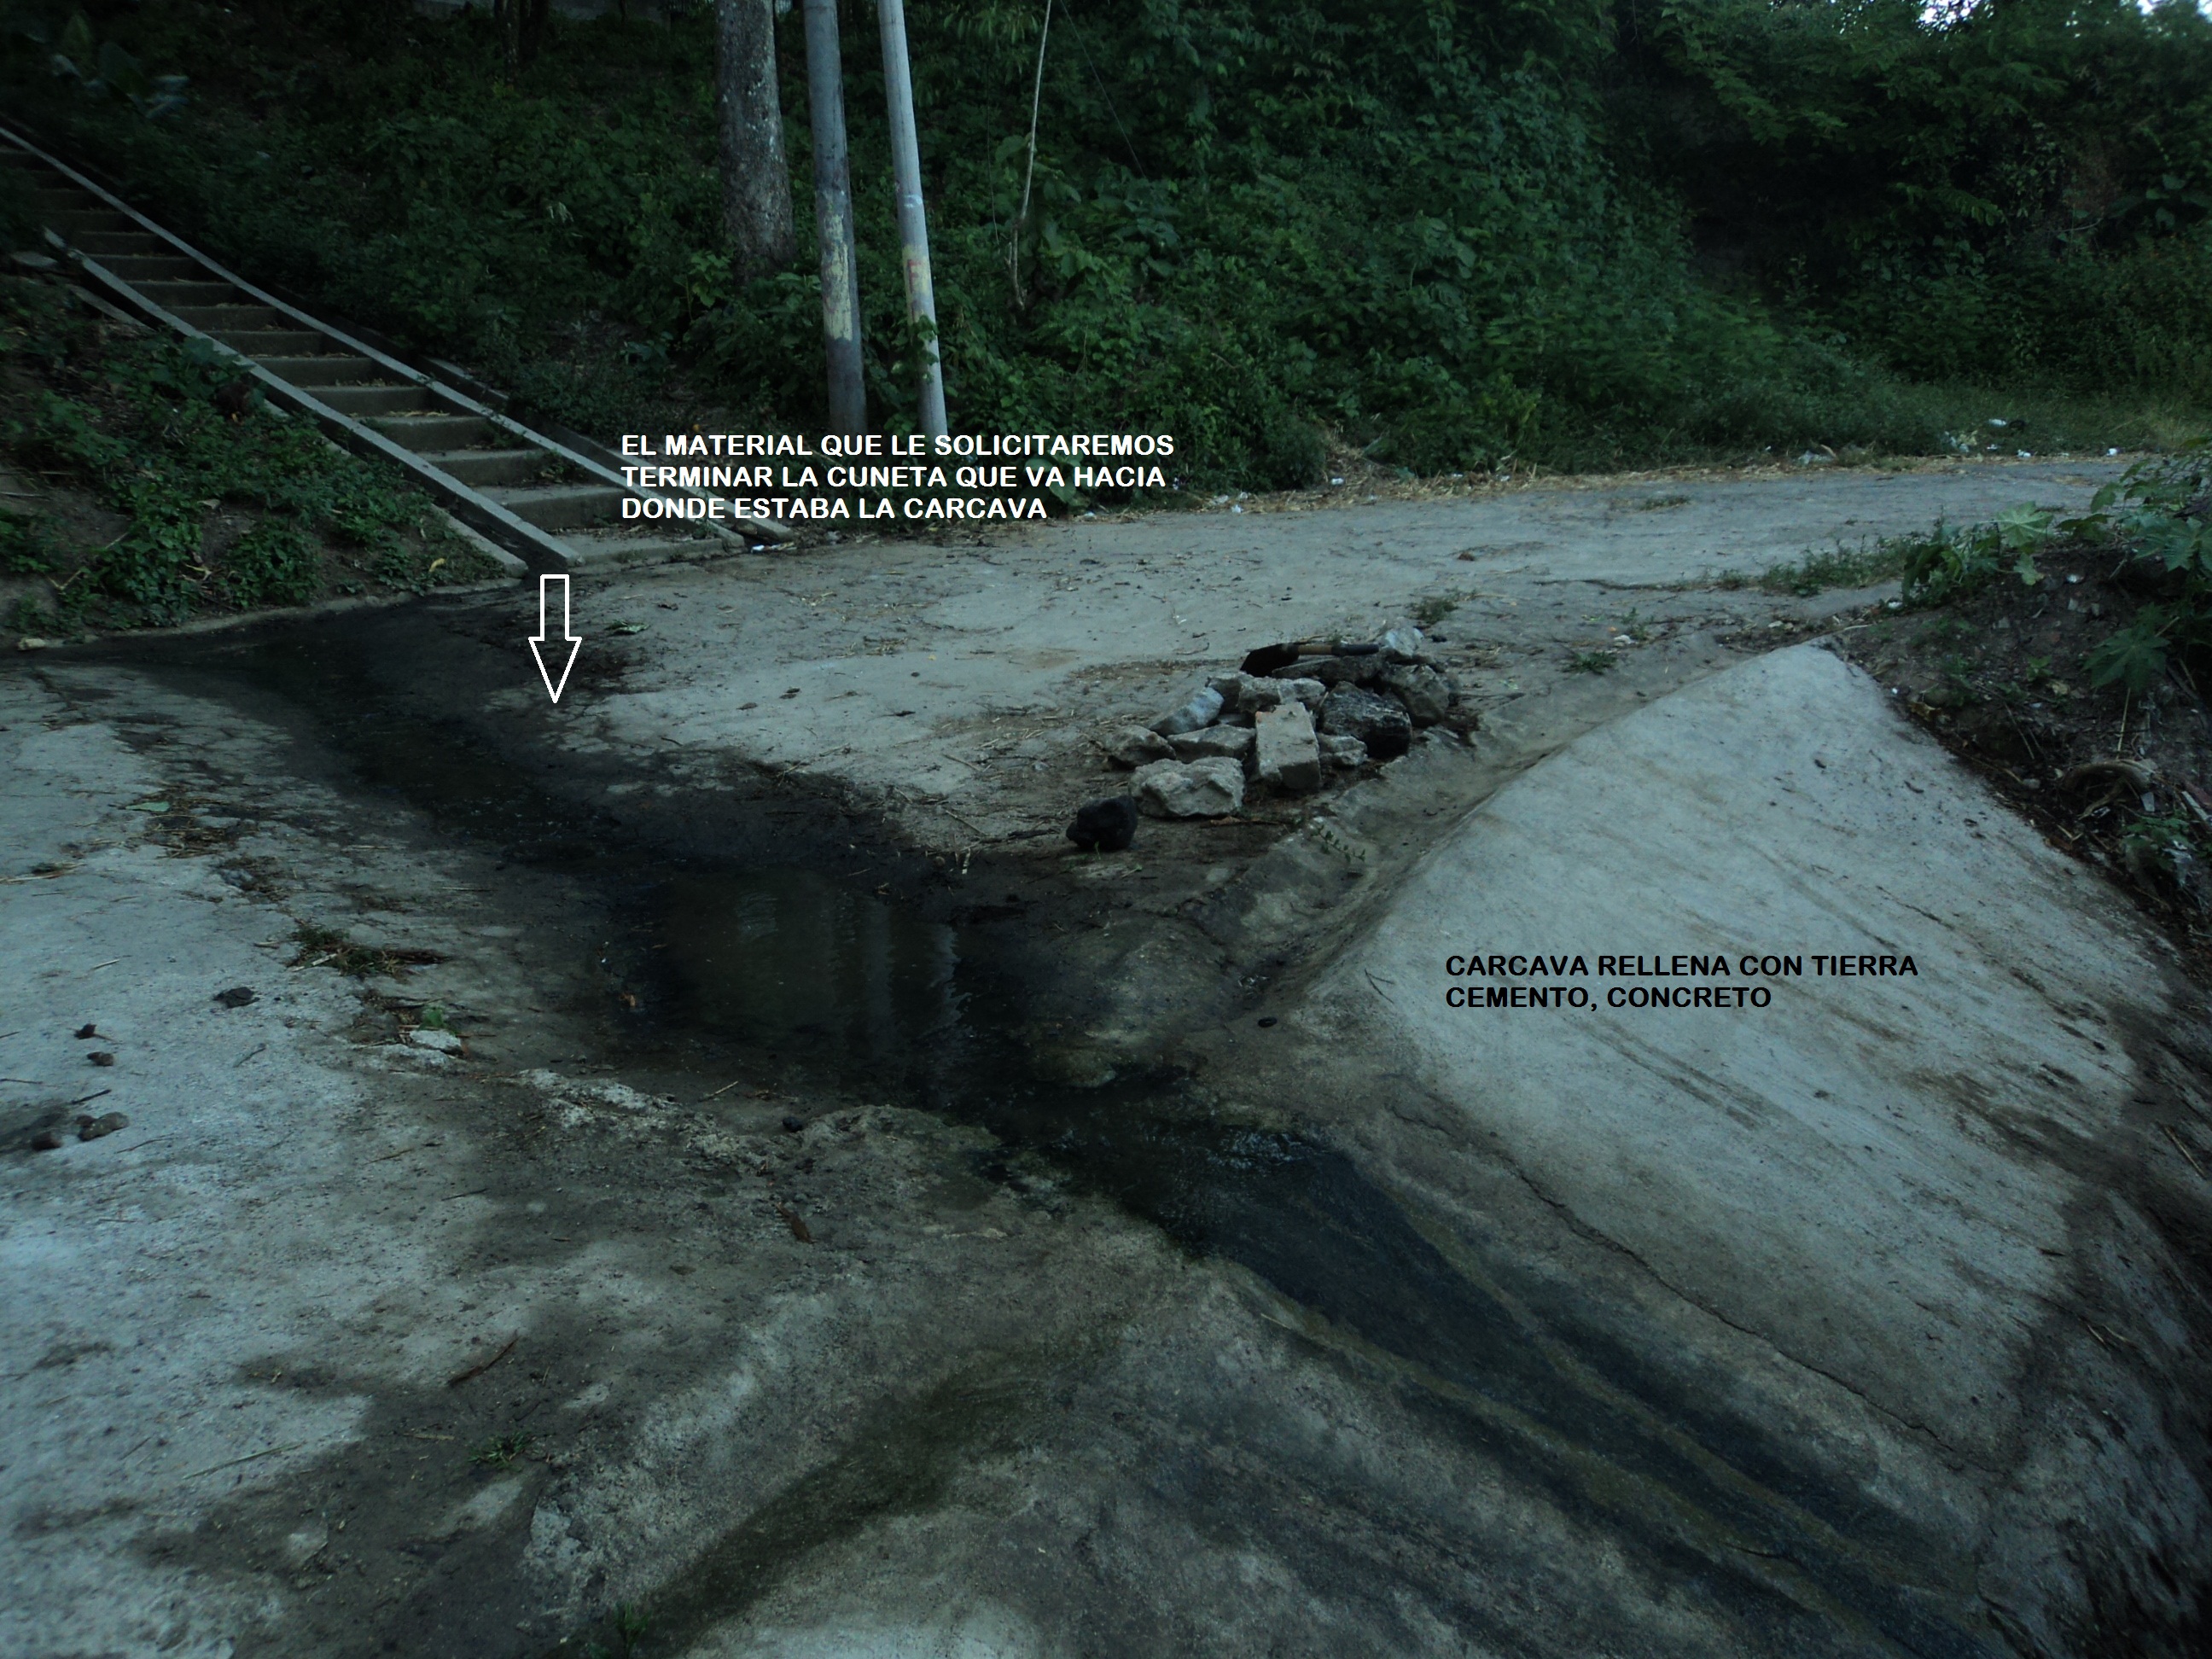 EL MATERIAL QUE LE SOLICITAREMOS
TERMINAR LA CUNETA QUE VA HACIA
DONDE ESTABA LA CARCAVA
CARCAVA RELLENA CON TIERRA
CEMENTO, CONCRETO